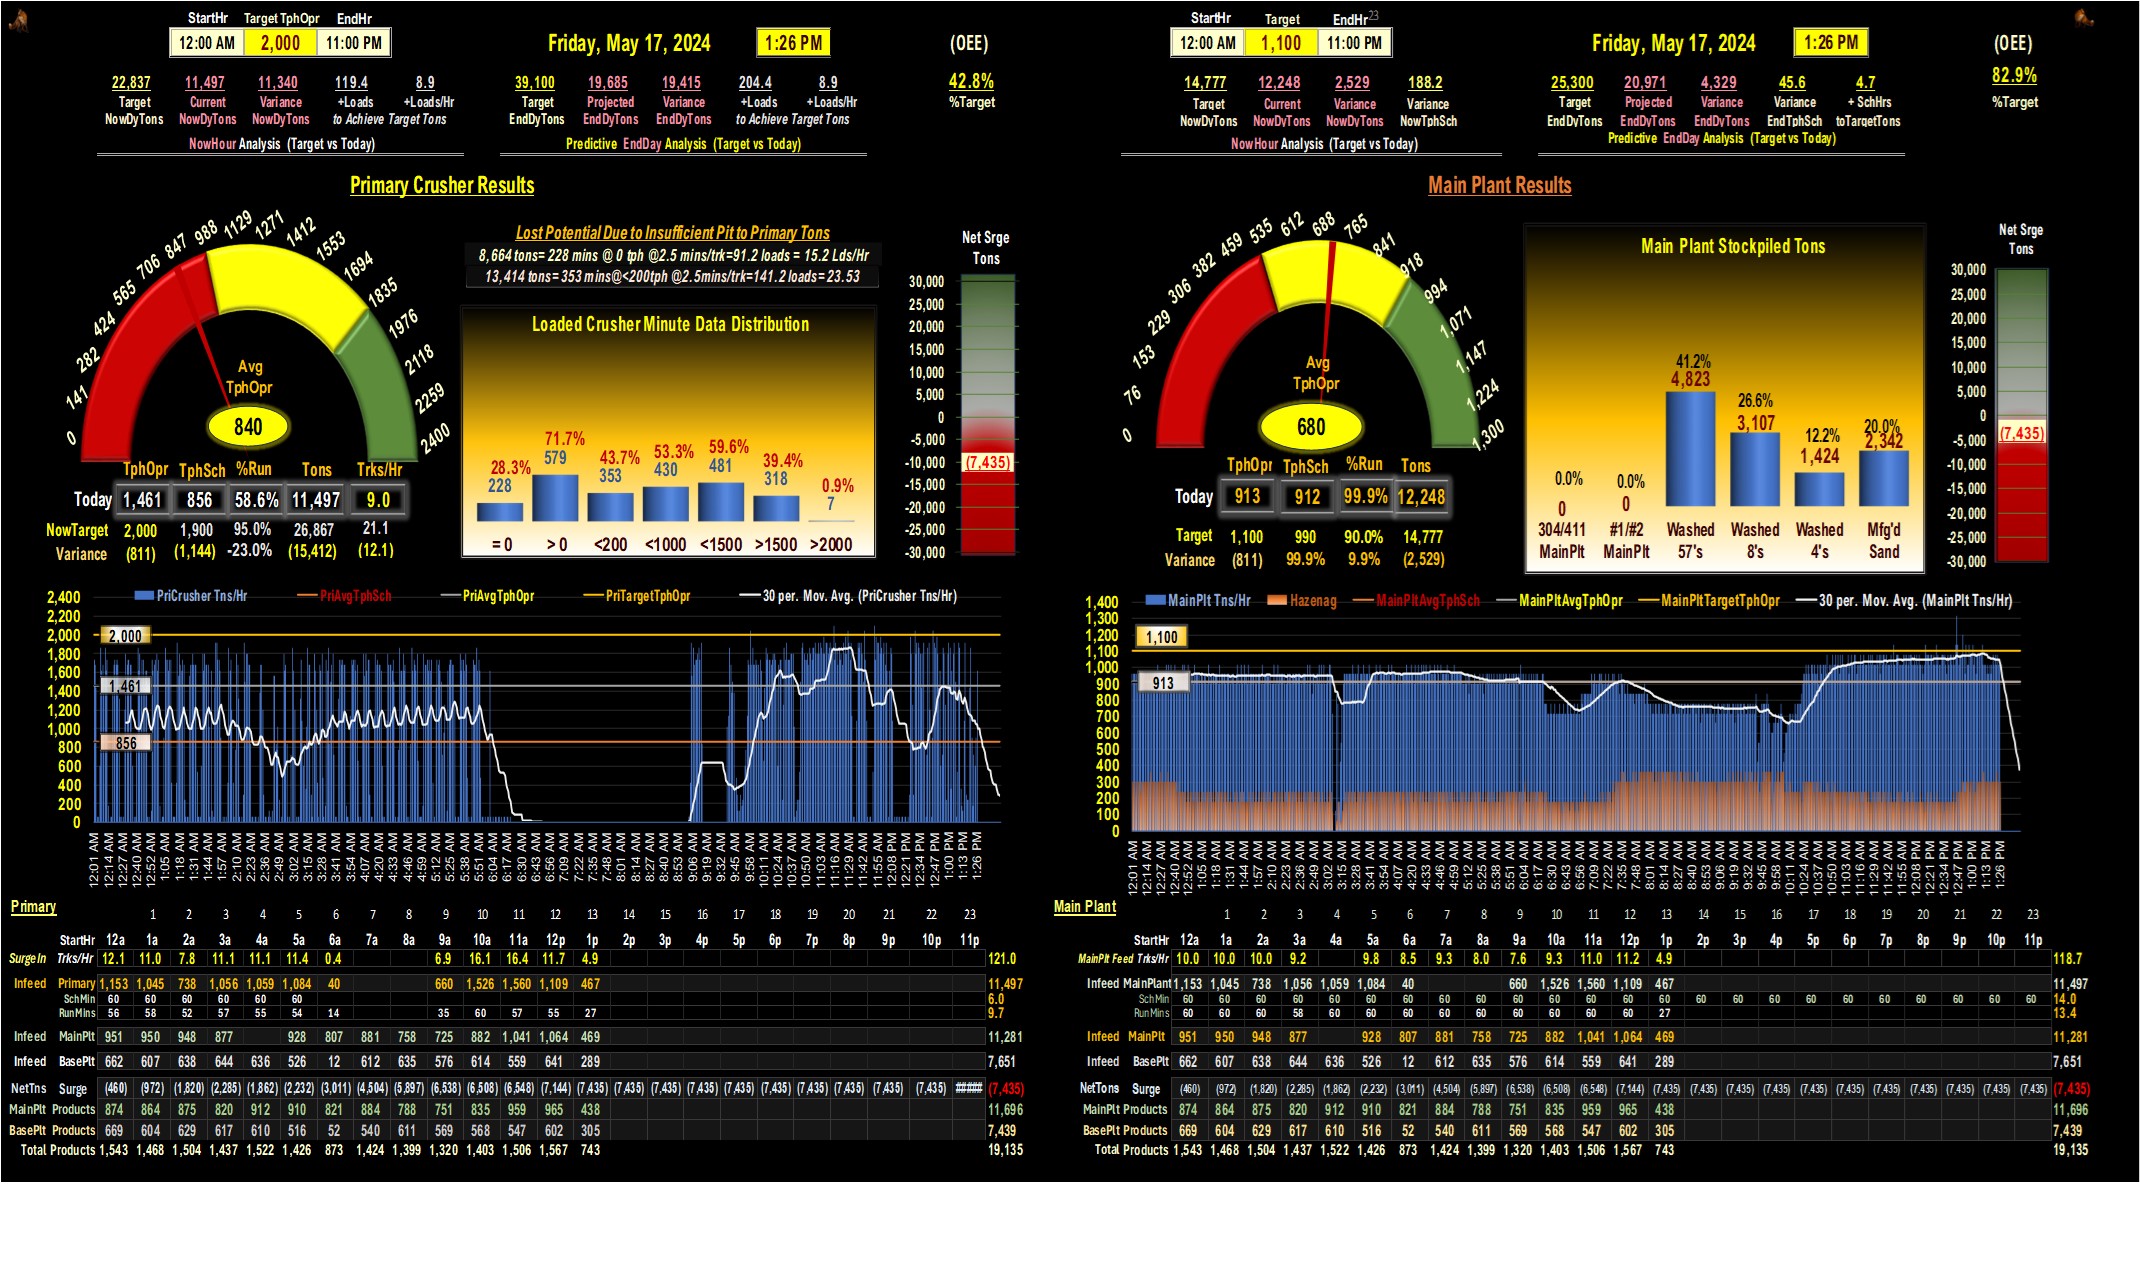 StartHr Target TphOpr EndHr
12:00 AM 2,000 11:00 PM
Friday, May 17, 2024 1:26 PM (OEE)
42.8%
%Target
22,837 11,497 11,340 119.4 8.9
Target Current Variance +Loads +Loads/Hr
NowDyTons NowDyTons NowDyTons to Achieve Target Tons
NowHour Analysis (Target vs Today)
39,100 19,685 19,415 204.4 8.9
Target Projected Variance +Loads +Loads/Hr
EndDyTons EndDyTons EndDyTons to Achieve Target Tons
Predictive EndDay Analysis (Target vs Today)
Primary Crusher Results
0 141 282 424 565 706 847 988 1129 1271 1412 1553 1694 1835 1976 2118 2259 2400
Avg
TphOpr
840
Lost Potential Due to Insufficient Pit to Primary Tons
8,664 tons= 228 mins @ 0 tph @2.5 mins/trk=91.2 loads = 15.2 Lds/Hr
13,414 tons= 353 mins@<200tph @2.5mins/trk=141.2 loads= 23.53
Loaded Crusher Minute Data Distribution
28.3% 71.7% 43.7% 53.3% 59.6% 39.4% 0.9%
228 579 353 430 481 318 7
= 0 > 0 <200 <1000 <1500 >1500 >2000
Net Srge
Tons
30,000
25,000
20,000
15,000
10,000
5,000
0
-5,000
-10,000 (7,435)
-15,000
-20,000
-25,000
-30,000
TphOpr TphSch %Run Tons Trks/Hr
Today 1,461 856 58.6% 11,497 9.0
NowTarget 2,000 1,900 95.0% 26,867 21.1
Variance (811) (1,144) -23.0% (15,412) (12.1)
PriCrusher Tns/Hr PriAvgTphSch PriAvgTphOpr PriTargetTphOpr 30 per. Mov. Avg. (PriCrusher Tns/Hr)
2,400
2,200
2,000 2,000
1,800
1,600
1,400 1,461
1,200
1,000
800 856
600
400
200
0
12:01 AM 12:14 AM 12:27 AM 12:40 AM 12:52 AM 1:05 AM 1:18 AM 1:31 AM 1:44 AM 1:57 AM 2:10 AM 2:23 AM 2:36 AM 2:49 AM 3:02 AM 3:15 AM 3:28 AM 3:41 AM 3:54 AM 4:07 AM 4:20 AM 4:33 AM 4:46 AM 4:59 AM 5:12 AM 5:25 AM 5:38 AM 5:51 AM 6:04 AM 6:17 AM 6:30 AM 6:43 AM 6:56 AM 7:09 AM 7:22 AM 7:35 AM 7:48 AM 8:01 AM 8:14 AM 8:27 AM 8:40 AM 8:53 AM 9:06 AM 9:19 AM 9:32 AM 9:45 AM 9:58 AM 10:11 AM 10:24 AM 10:37 AM 10:50 AM 11:03 AM 11:16 AM 11:29 AM 11:42 AM 11:55 AM 12:08 PM 12:21 PM 12:34 PM 12:47 PM 1:00 PM 1:13 PM 1:26 PM
Primary
1 2 3 4 5 6 7 8 9 10 11 12 13 14 15 16 17 19 20 21 22 23
StartHr 12a 1a 2a 3a 4a 5a 6a 7a 8a 9a 10a 11a 12p 1p 2p 3p 4p 5p 6p 7p 8p 9p 10p 11p
SurgeIn Trks/Hr 12.1 11.0 7.8 11.1 11.1 11.4 0.4 6.9 16.1 16.4 11.7 4.9 121.0
Infeed Primary 1,153 1,045 738 1,056 1,059 1,084 40 660 1,526 1,560 1,109 467 11,497
SchMin 60 60 60 60 60 60 6.0
RunMins 56 58 52 57 55 54 14 35 60 57 55 27 9.7
Infeed MainPlt 951 950 948 877 928 807 881 758 725 882 1,041 1,064 469 11,281
Infeed BasePlt 662 607 638 644 636 526 12 612 635 576 614 559 641 289 7,651
NetTns Surge (460) (972) (1,820) (2,285) (1,862) (2,232) (3,011) (4,504) (5,897) (6,538) (6,508) (6,548) (7,144) (7,435) (7,435) (7,435) (7,435) (7,435) (7,435) (7,435) (7,435) (7,435) (7,435) ##### (7,435)
MainPlt Products 874 864 875 820 912 910 821 884 788 751 835 959 965 438 11,696
BasePlt Products 669 604 629 617 610 516 52 540 611 569 568 547 602 305 7,439
Total Products 1,543 1,468 1,504 1,437 1,522 1,426 873 1,424 1,399 1,320 1,403 1,506 1,567 743 19,135
StartHr Target EndHr 23
12:00 AM 1,100 11:00 PM
Friday, May 17, 2024 1:26 PM (OEE)
82.9%
%Target
14,777 12,248 2,529 188.2
Target Current Variance Variance
NowDyTons NowDyTons NowDyTons NowTphSch
NowHour Analysis (Target vs Today)
25,300 20,971 4,329 45.6 4.7
Target Projected Variance Variance + SchHrs
EndDyTons EndDyTons EndDyTons EndTphSch toTargetTons
Predictive EndDay Analysis (Target vs Today)
Main Plant Results
0 76 153 229 306 382 459 535 612 688 765 841 918 994 1,071 1,147 1,224 1,300
Avg
TphOpr
680
Main Plant Stockpiled Tons
0.0% 0.0% 41.2% 26.6% 12.2% 20.0%
0 0 4,823 3,107 1,424 2,342
304/411 #1/#2 Washed Washed Washed Mfg'd
MainPlt MainPlt 57's 8's 4's Sand
Net Srge
Tons
30,000
25,000
20,000
15,000
10,000
5,000
0
-5,000 (7,435)
-10,000
-15,000
-20,000
-25,000
-30,000
TphOpr TphSch %Run Tons
Today 913 912 99.9% 12,248
Target 1,100 990 90.0% 14,777
Variance (811) 99.9% 9.9% (2,529)
MainPlt Tns/Hr Hazenag MainPltAvgTphSch MainPltAvgTphOpr MainPltTargetTphOpr 30 per. Mov. Avg. (MainPlt Tns/Hr)
1,400
1,300
1,200 1,100
1,100
1,000
900 913
800
700
600
500
400
300
200
100
0
12:01 AM 12:14 AM 12:27 AM 12:40 AM 12:52 AM 1:05 AM 1:18 AM 1:31 AM 1:44 AM 1:57 AM 2:10 AM 2:23 AM 2:36 AM 2:49 AM 3:02 AM 3:15 AM 3:28 AM 3:41 AM 3:54 AM 4:07 AM 4:20 AM 4:33 AM 4:46 AM 4:59 AM 5:12 AM 5:25 AM 5:38 AM 5:51 AM 6:04 AM 6:17 AM 6:30 AM 6:43 AM 6:56 AM 7:09 AM 7:22 AM 7:35 AM 7:48 AM 8:01 AM 8:14 AM 8:27 AM 8:40 AM 8:53 AM 9:06 AM 9:19 AM 9:32 AM 9:45 AM 9:58 AM 10:11 AM 10:24 AM 10:37 AM 10:50 AM 11:03 AM 11:16 AM 11:29 AM 11:42 AM 11:55 AM 12:08 PM 12:21 PM 12:34 PM 12:47 PM 1:00 PM 1:13 PM 1:26 PM
Main Plant
1 2 3 4 5 6 7 8 9 10 11 12 13 14 15 16 17 18 19 20 21 22 23
StartHr 12a 1a 2a 3a 4a 5a 6a 7a 8a 9a 10a 11a 12p 1p 2p 3p 4p 5p 6p 7p 8p 9p 10p 11p
MainPlt Feed Trks/Hr 10.0 10.0 10.0 9.2 9.8 8.5 9.3 8.0 7.6 9.3 11.0 11.2 4.9 118.7
Infeed MainPlant 1,153 1,045 738 1,056 1,059 1,084 40 660 1,526 1,560 1,109 467 11,497
SchMin 60 60 60 60 60 60 60 60 60 60 60 60 60 60 60 60 60 60 60 60 60 60 60 60 14.0
RunMins 60 60 60 58 60 60 60 60 60 60 60 60 27 13.4
Infeed MainPlt 951 950 948 877 928 807 881 758 725 882 1,041 1,064 469 11,281
Infeed BasePlt 662 607 638 644 636 526 12 612 635 576 614 559 641 289 7,651
NetTons Surge (460) (972) (1,820) (2,285) (1,862) (2,232) (3,011) (4,504) (5,897) (6,538) (6,508) (6,548) (7,144) (7,435) (7,435) (7,435) (7,435) (7,435) (7,435) (7,435) (7,435) (7,435) (7,435) (7,435) (7,435)
MainPlt Products 874 864 875 820 912 910 821 884 788 751 835 959 965 438 11,696
BasePlt Products 669 604 629 617 610 516 52 540 611 569 568 547 602 305 7,439
Total Products 1,543 1,468 1,504 1,437 1,522 1,426 873 1,424 1,399 1,320 1,403 1,506 1,567 743 19,135